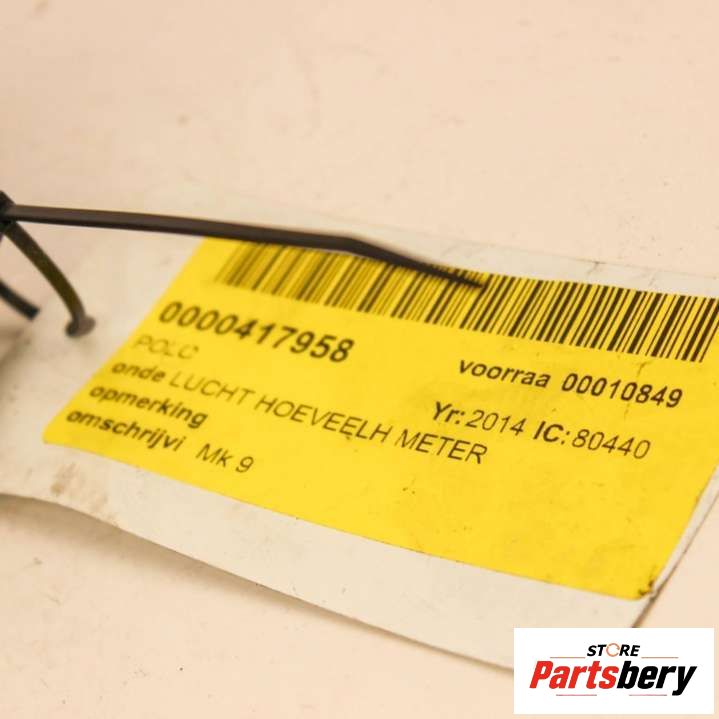 0000417958
voorraa 00010849
POLO
Yr: 2014 IC: 80440
onde LUCHT HOEVEELH METER
opmerking
omschrijvi MK 9
STORE
Partsbery